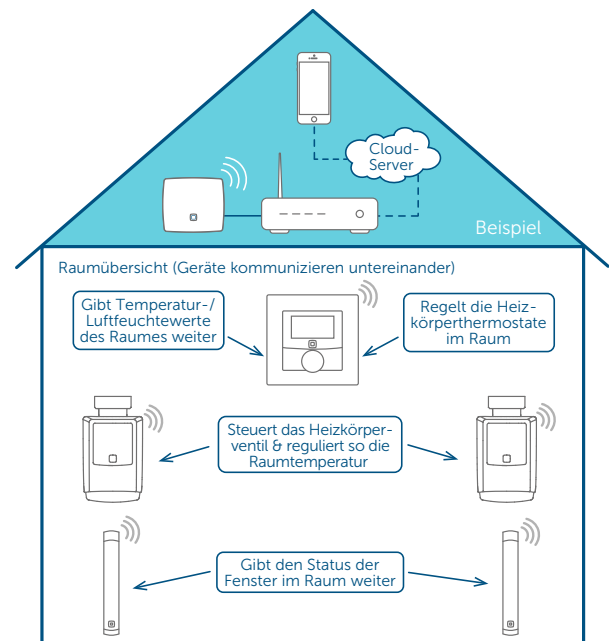 Cloud-
Server
Beispiel
Raumübersicht (Geräte kommunizieren untereinander)
Gibt Temperatur-/
Luftfeuchtewerte
des Raumes weiter
Regelt die Heiz-
körperthermostate
im Raum
Steuert das Heizkörper-
ventil & reguliert so die
Raumtemperatur
Gibt den Status der
Fenster im Raum weiter